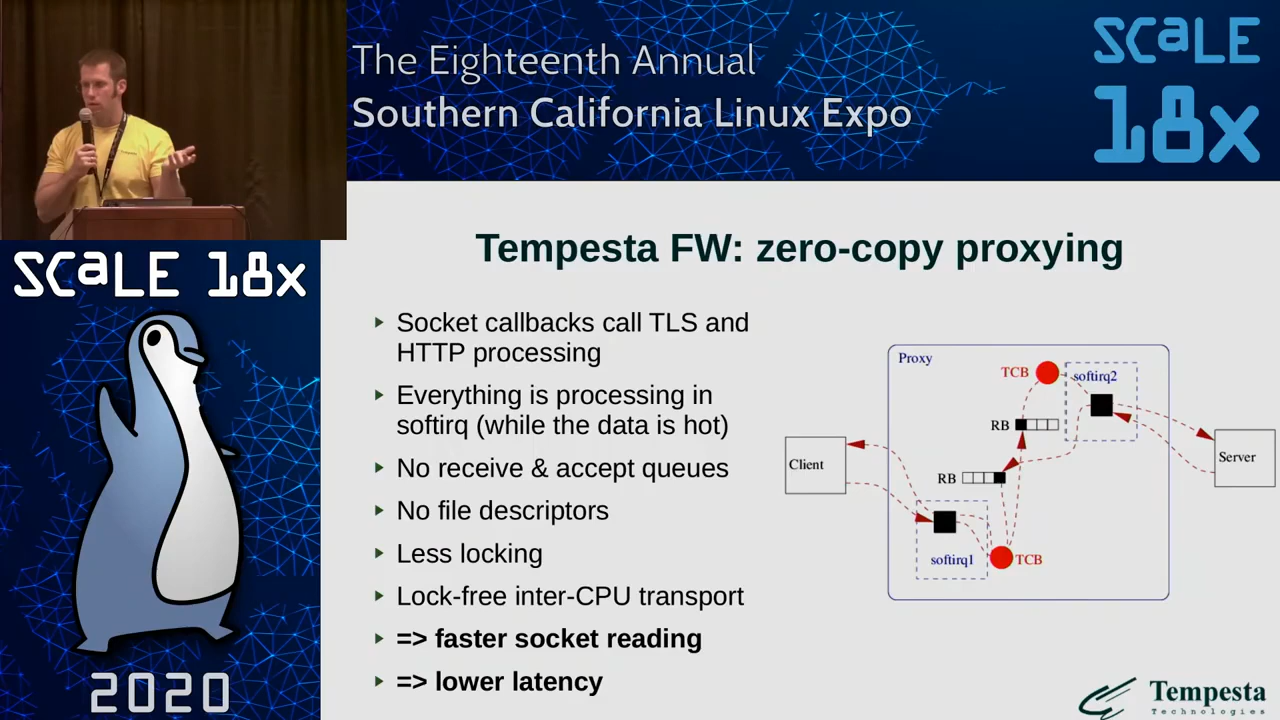 The Eighteenth Annual
Southern California Linux Expo
SCaLE
18x
SCaLE 18x
2020
Tempesta FW: zero-copy proxying
Socket callbacks call TLS and
HTTP processing
Everything is processing in
softirq (while the data is hot)
No receive & accept queues
No file descriptors
Less locking
Lock-free inter-CPU transport
=> faster socket reading
=> lower latency
Proxy
TCB
softirq2
RB
Client
Server
RB
softirq1
TCB
Tempesta
Technologies